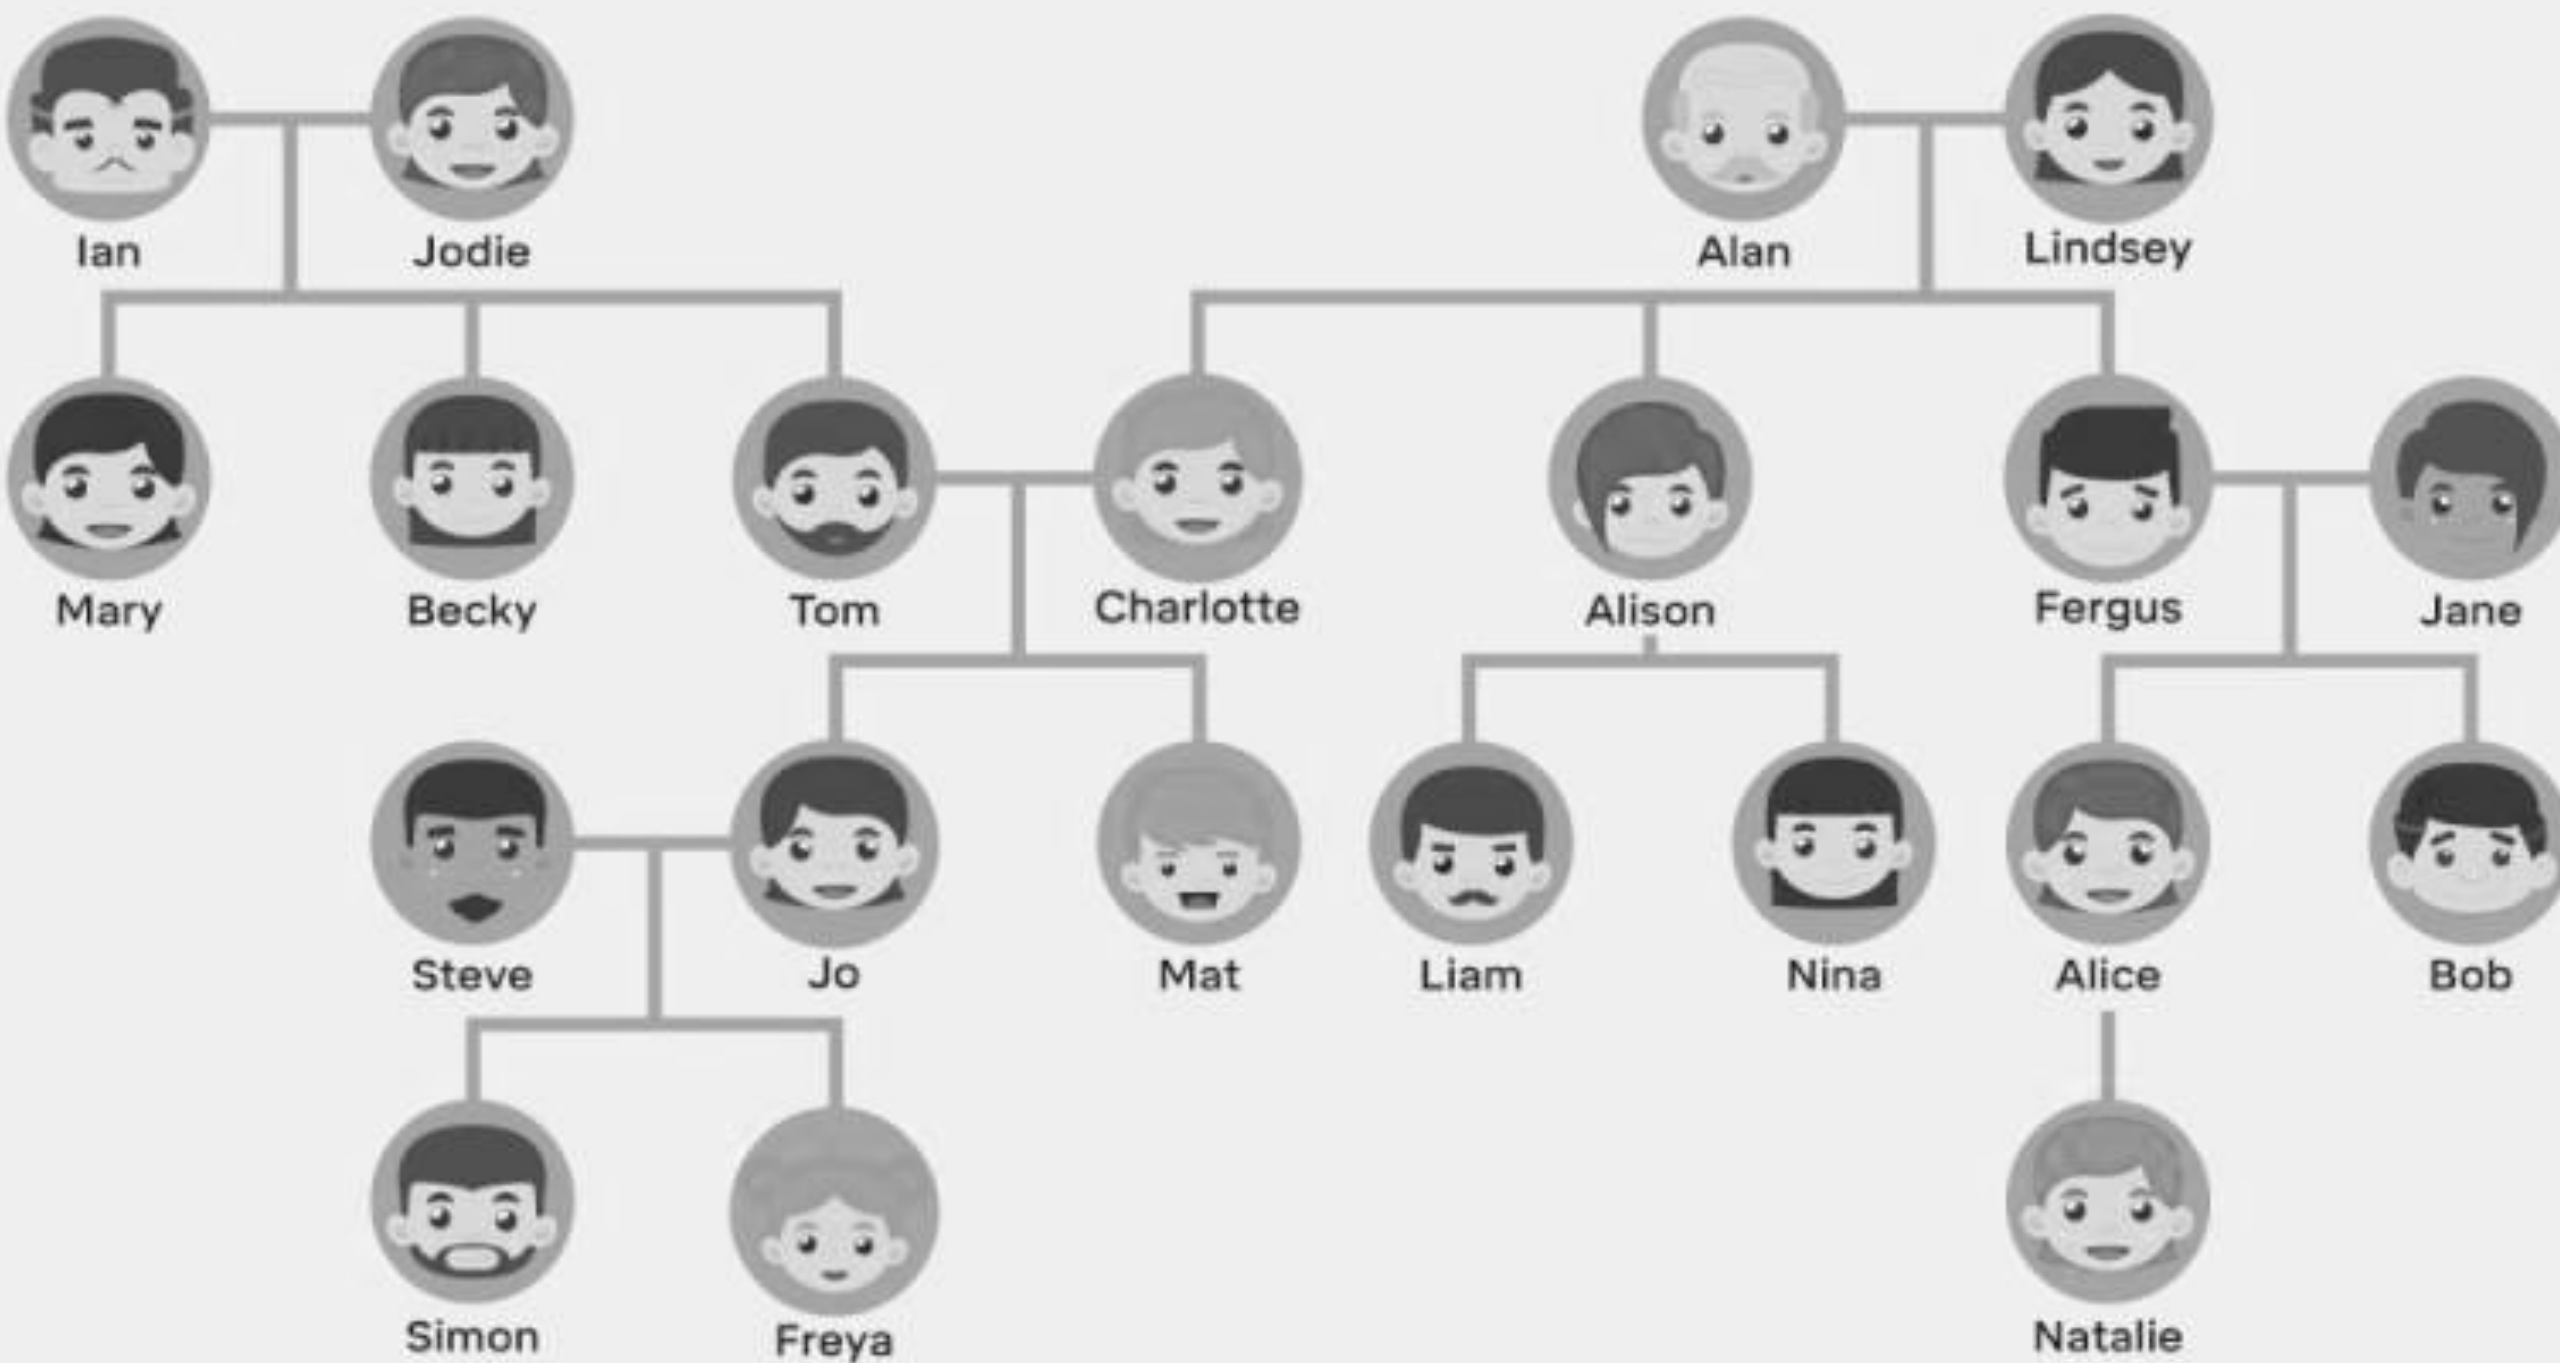 Ian
Jodie
Alan
Lindsey
Mary
Becky
Tom
Charlotte
Alison
Fergus
Jane
Steve
Jo
Mat
Liam
Nina
Alice
Bob
Simon
Freya
Natalie